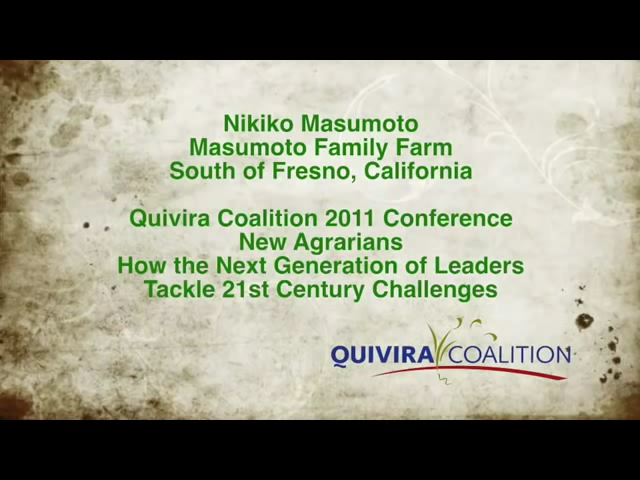 Nikiko Masumoto
Masumoto Family Farm
South of Fresno, California
Quivira Coalition 2011 Conference
New Agrarians
How the Next Generation of Leaders
Tackle 21st Century Challenges
QUIVIRA COALITION